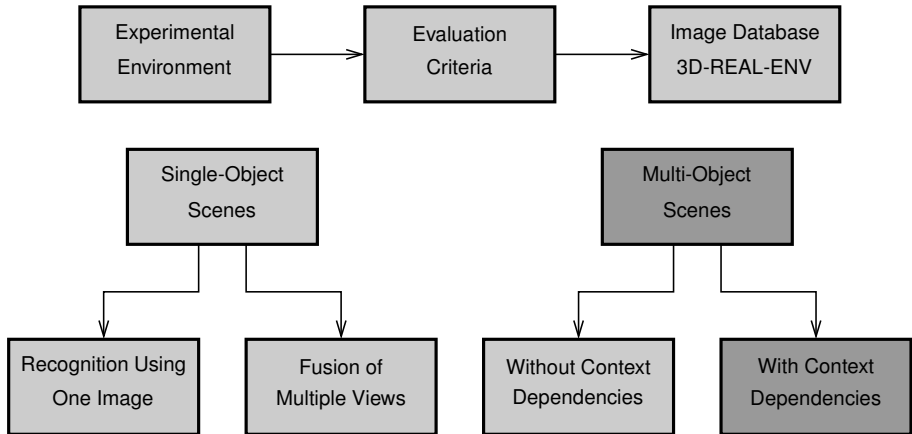 Experimental
Environment
Evaluation
Criteria
Image Database
3D-REAL-ENV
Single-Object
Scenes
Multi-Object
Scenes
Recognition Using
One Image
Fusion of
Multiple Views
Without Context
Dependencies
With Context
Dependencies